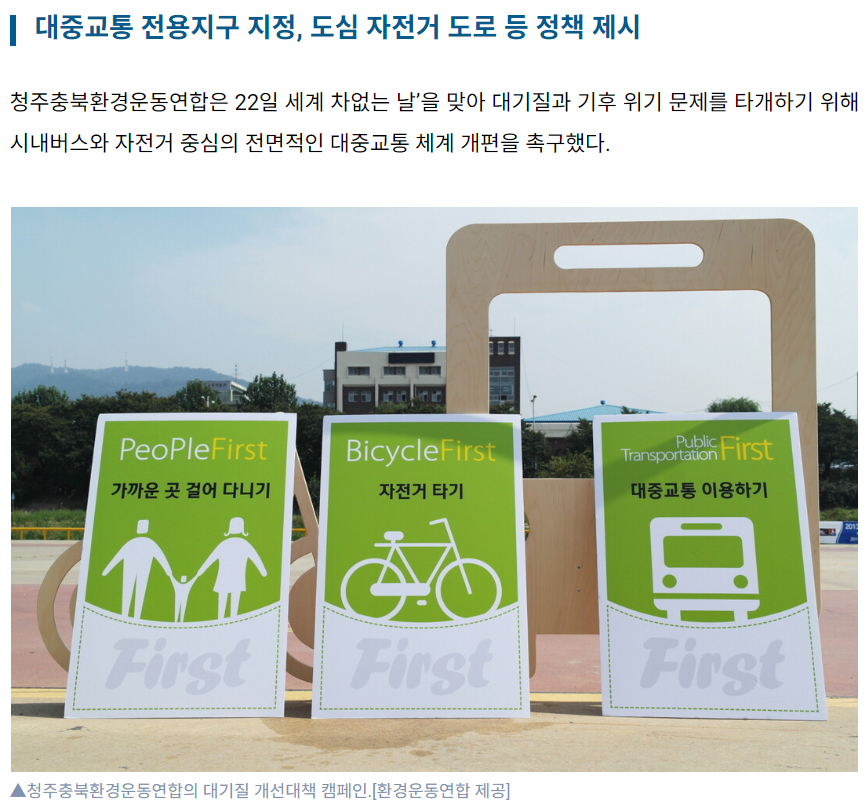 대중교통 전용지구 지정, 도심 자전거 도로 등 정책 제시
청주충북환경운동연합은 22일 세계 차없는 날’을 맞아 대기질과 기후 위기 문제를 타개하기 위해
시내버스와 자전거 중심의 전면적인 대중교통 체계 개편을 촉구했다.
PeoPleFirst
가까운 곳 걸어 다니기
First
BicycleFirst
자전거 타기
First
Public
Transportation First
대중교통 이용하기
First
▲청주충북환경운동연합의 대기질 개선대책 캠페인.[환경운동연합 제공]